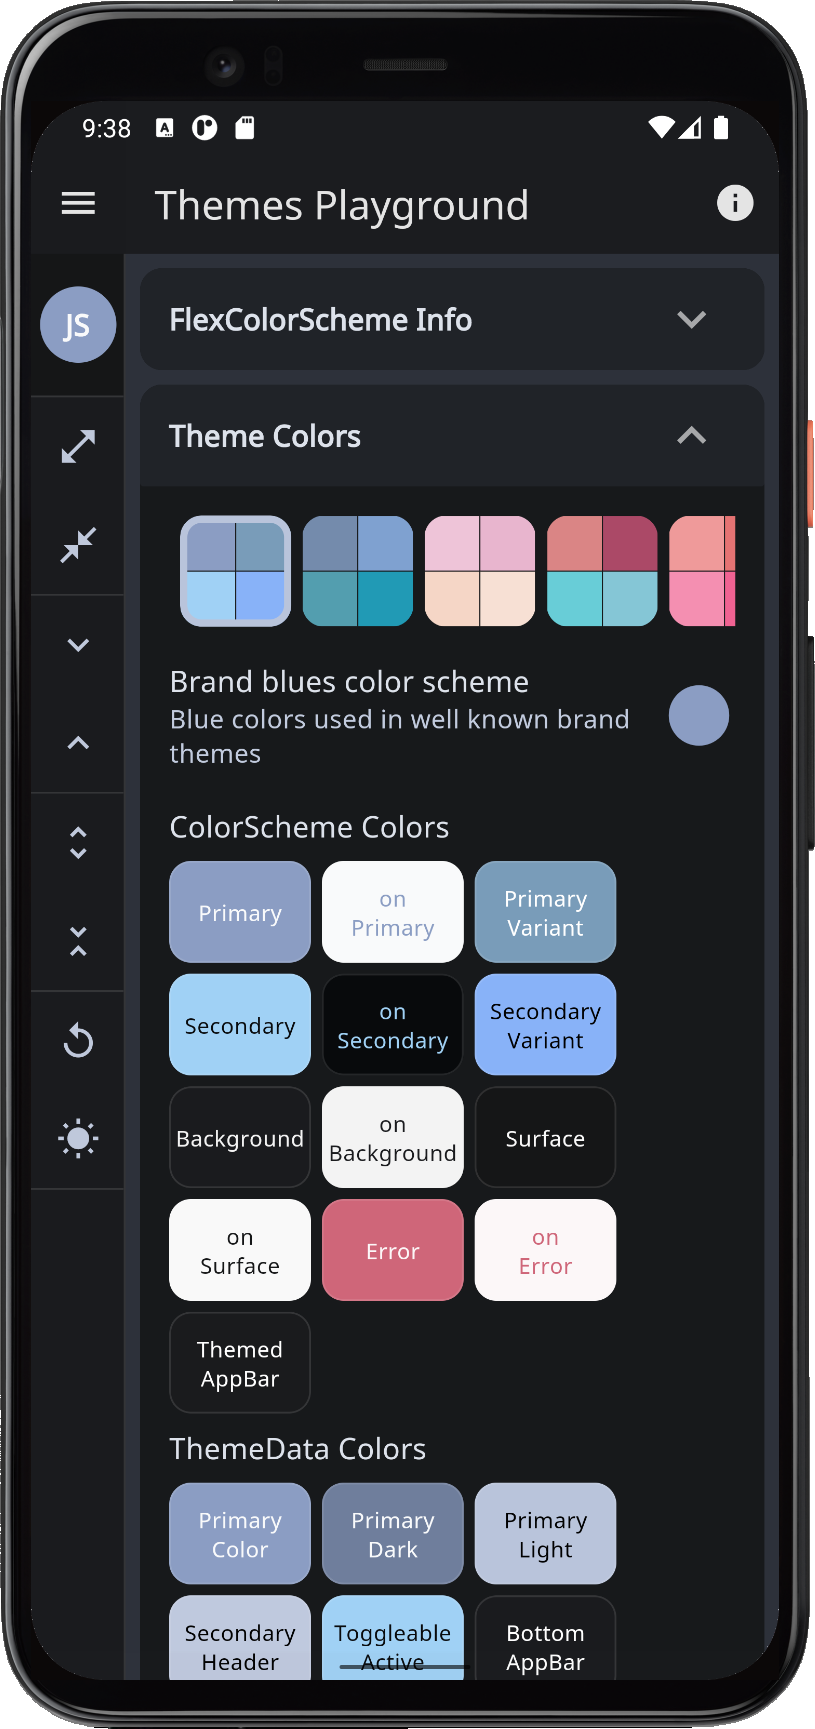 9:38
A
Themes Playground
JS
FlexColorScheme Info
Theme Colors
Brand blues color scheme
Blue colors used in well known brand
themes
ColorScheme Colors
Primary
on
Primary
Primary
Variant
Secondary
on
Secondary
Secondary
Variant
Background
on
Background
Surface
on
Surface
Error
on
Error
Themed
AppBar
ThemeData Colors
Primary
Color
Primary
Dark
Primary
Light
Secondary
Header
Toggleable
Active
Bottom
AppBar